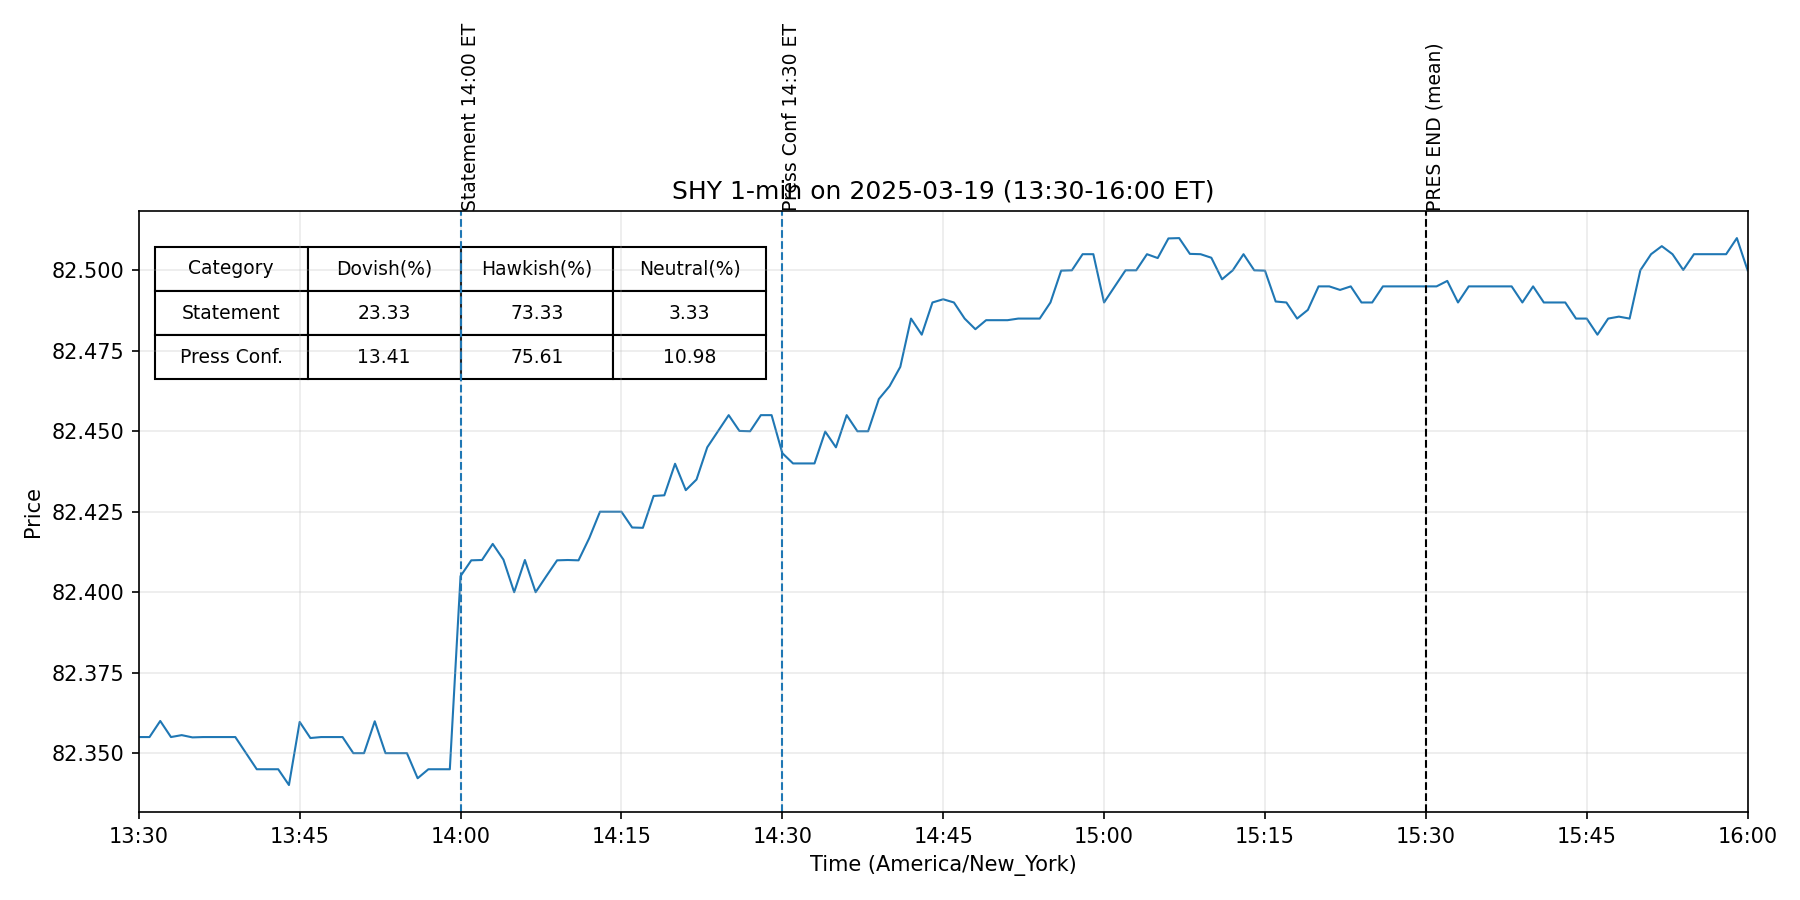 Statement 14:00 ET
Press Conf 14:30 ET
PRES END (mean)
SHY 1-min on 2025-03-19 (13:30-16:00 ET)
Category Dovish(%) Hawkish(%) Neutral(%)
Statement 23.33 73.33 3.33
Press Conf. 13.41 75.61 10.98
Price
82.500
82.475
82.450
82.425
82.400
82.375
82.350
13:30 13:45 14:00 14:15 14:30 14:45 15:00 15:15 15:30 15:45 16:00
Time (America/New_York)